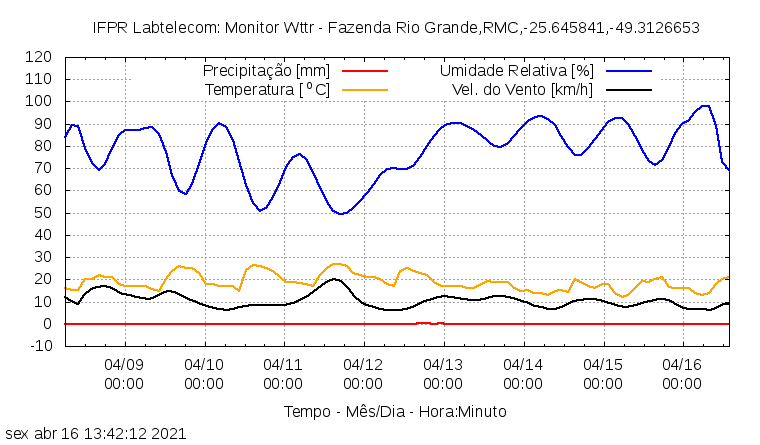 IFPR Labtelecom: Monitor Wttr - Fazenda Rio Grande,RMC,-25.645841,-49.3126653
Precipitação [mm]
Umidade Relativa [%]
Temperatura [⁰C]
Vel. do Vento [km/h]
120
110
100
90
80
70
60
50
40
30
20
10
0
-10
04/09 04/10 04/11 04/12 04/13 04/14 04/15 04/16
00:00 00:00 00:00 00:00 00:00 00:00 00:00 00:00
Tempo - Mês/Dia - Hora:Minuto
sex abr 16 13:42:12 2021